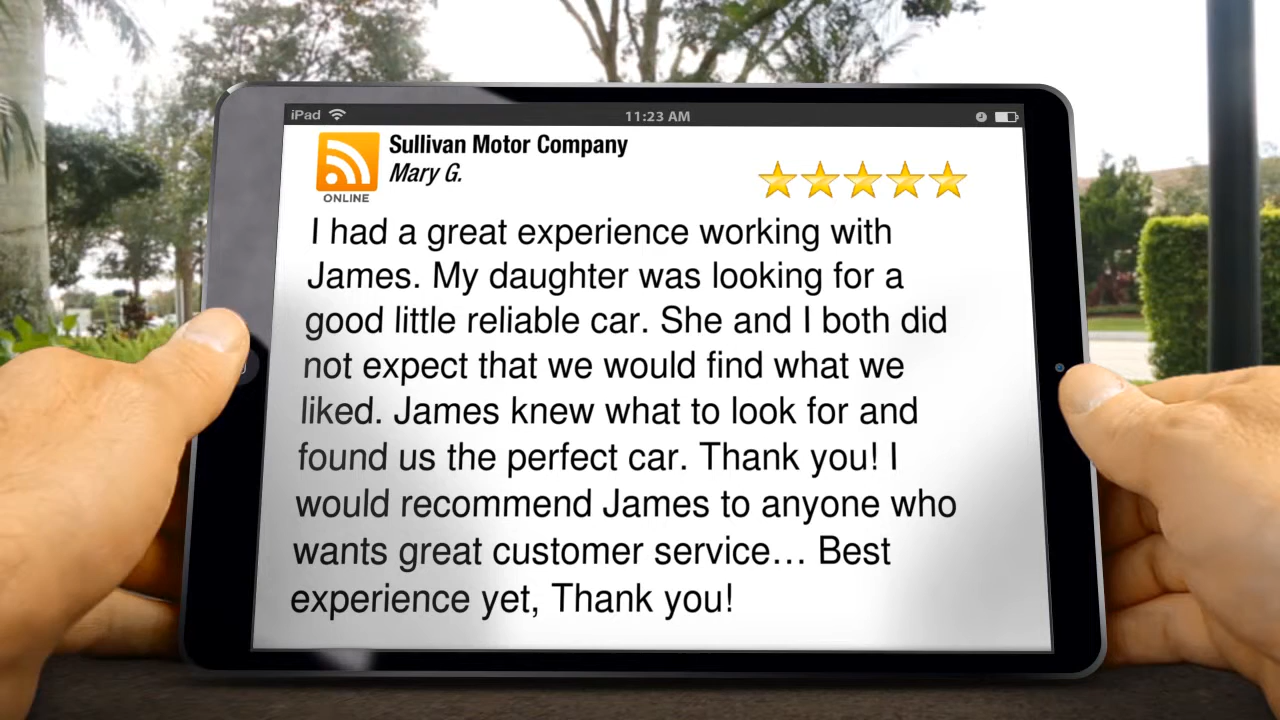 iPad
11:23 AM
Sullivan Motor Company
Mary G.
ONLINE
I had a great experience working with
James. My daughter was looking for a
good little reliable car. She and I both did
not expect that we would find what we
liked. James knew what to look for and
found us the perfect car. Thank you! I
would recommend James to anyone who
wants great customer service... Best
experience yet, Thank you!